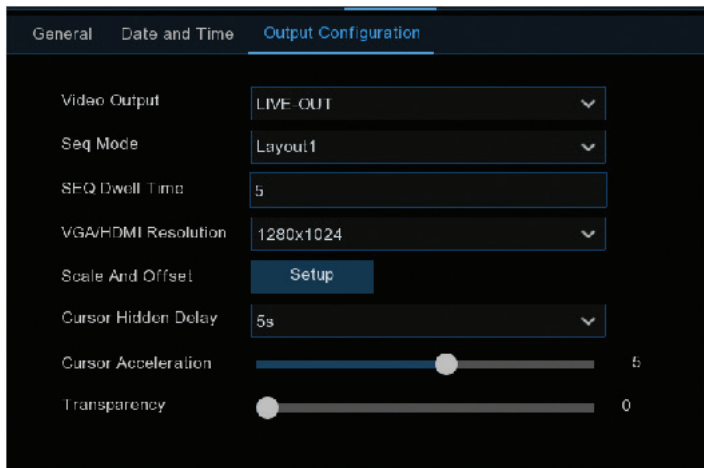 General Date and Time Output Configuration
Video Output LIVE-OUT
Seq Mode Layout1
SEQ Dwell Time 5
VGA/HDMI Resolution 1280x1024
Scale And Offset Setup
Cursor Hidden Delay 5s
Cursor Acceleration 5
Transparency 0